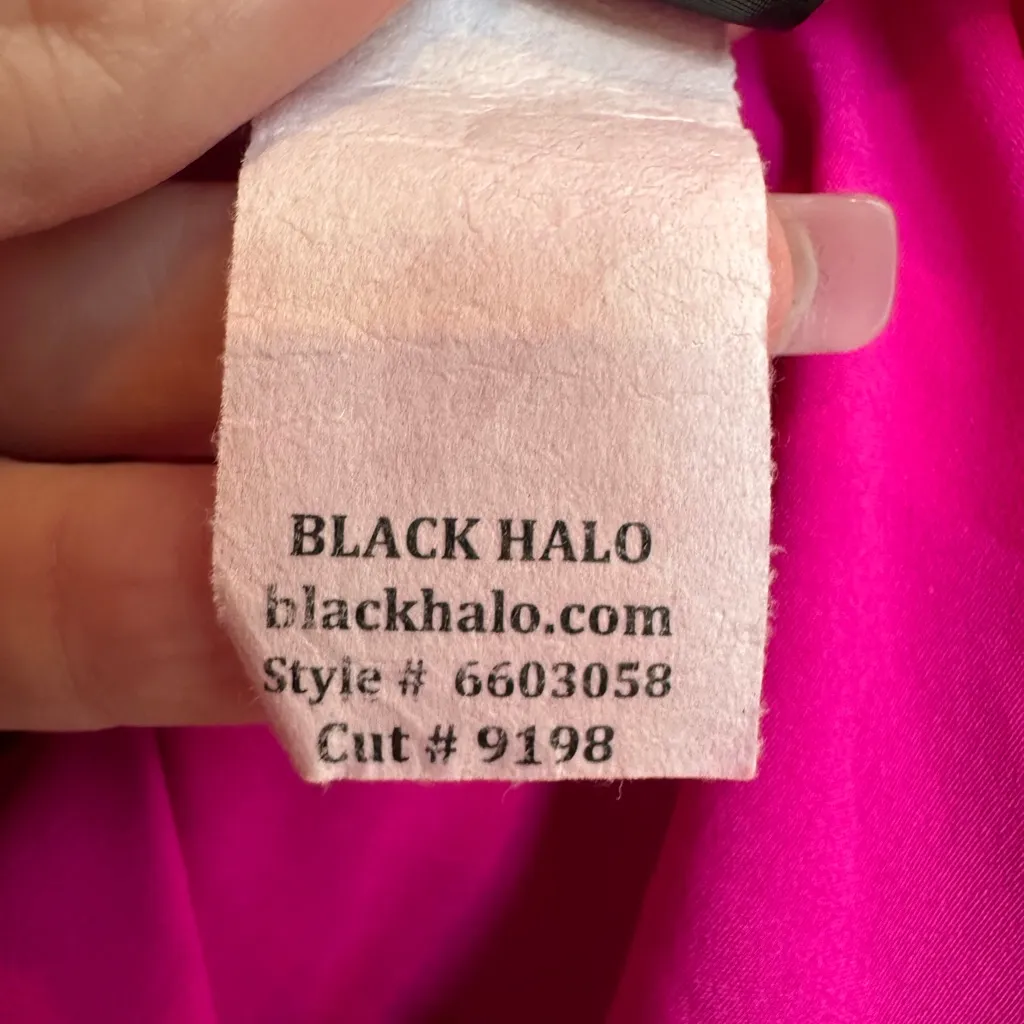 BLACK HALO
blackhalo.com
Style # 6603058
Cut # 9198